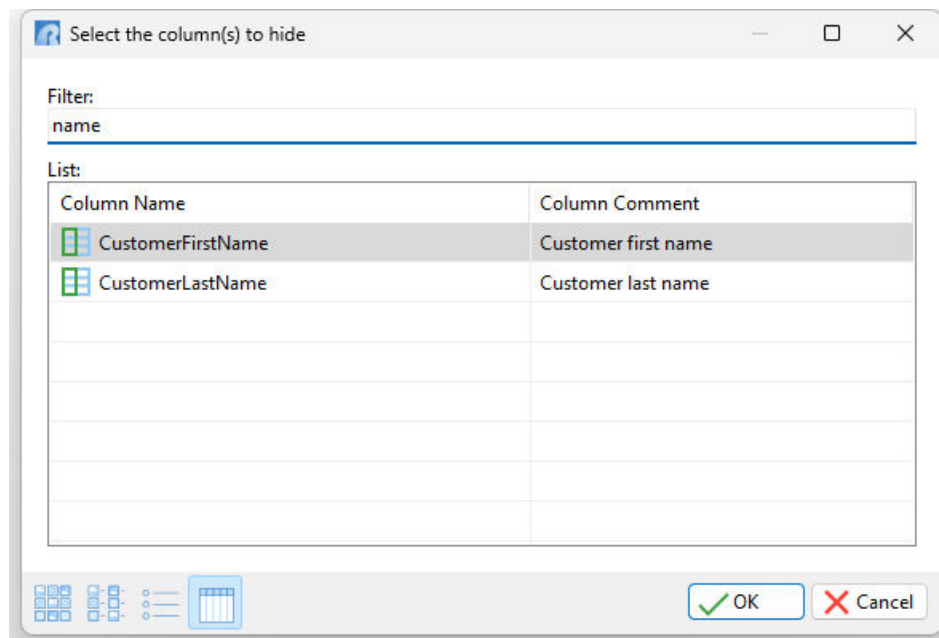 Select the column(s) to hide
Filter:
name
List:
Column Name Column Comment
CustomerFirstName Customer first name
CustomerLastName Customer last name
OK Cancel